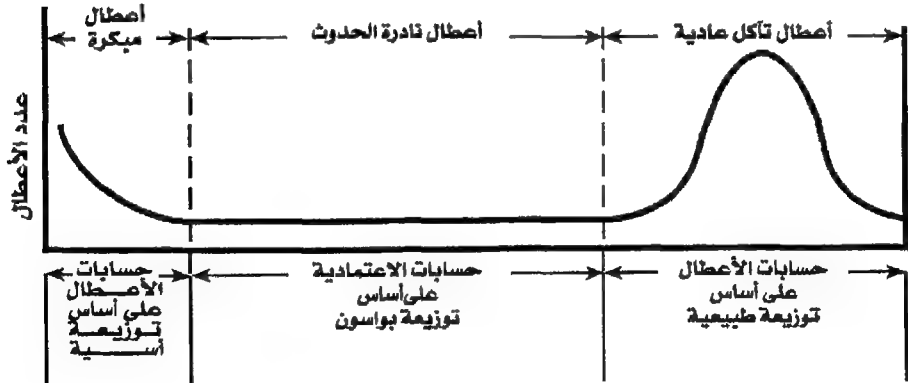 أعطال تآكل عادية
أعطال نادرة الحدوث
أعطال
مبكرة
عدد الأعطال
حسابات الأعطال
على أساس
توزيعة طبيعية
حسابات الاعتمادية
على أساس
توزيعة بواسون
حسابات
الأعطال
على أساس
توزيعة
أسية